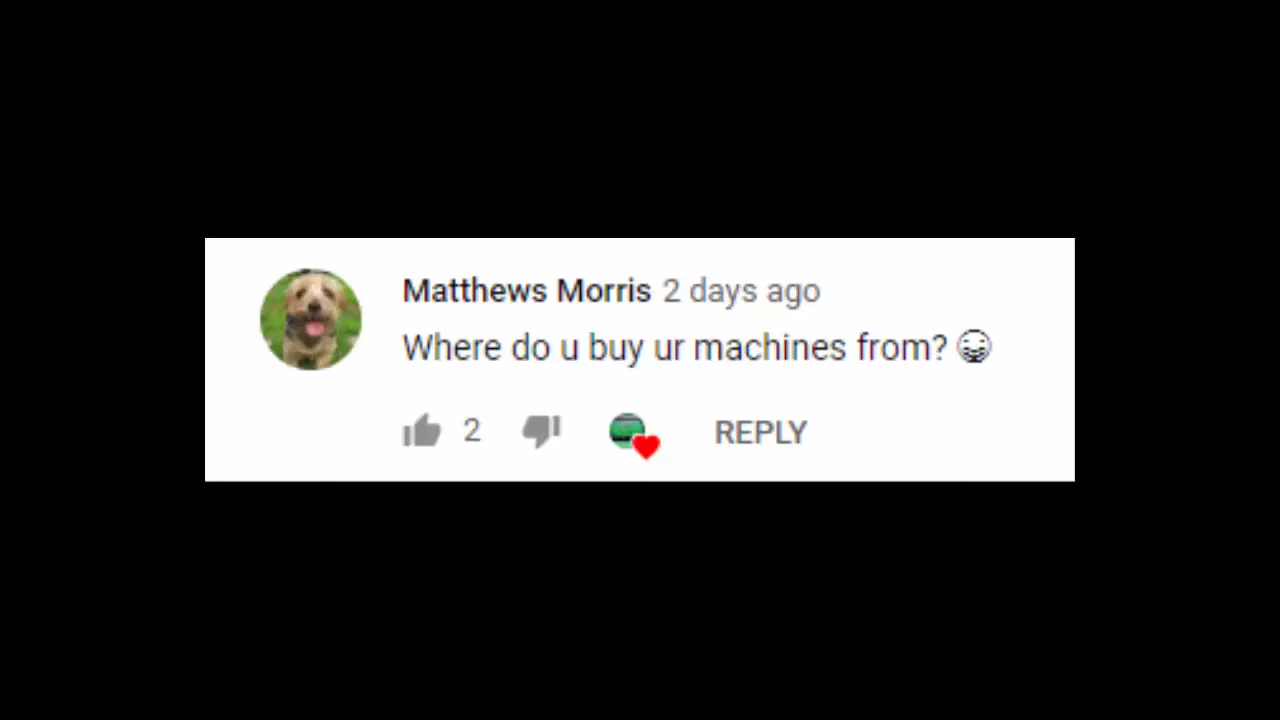 Matthews Morris 2 days ago
Where do u buy ur machines from? 😀
2 REPLY